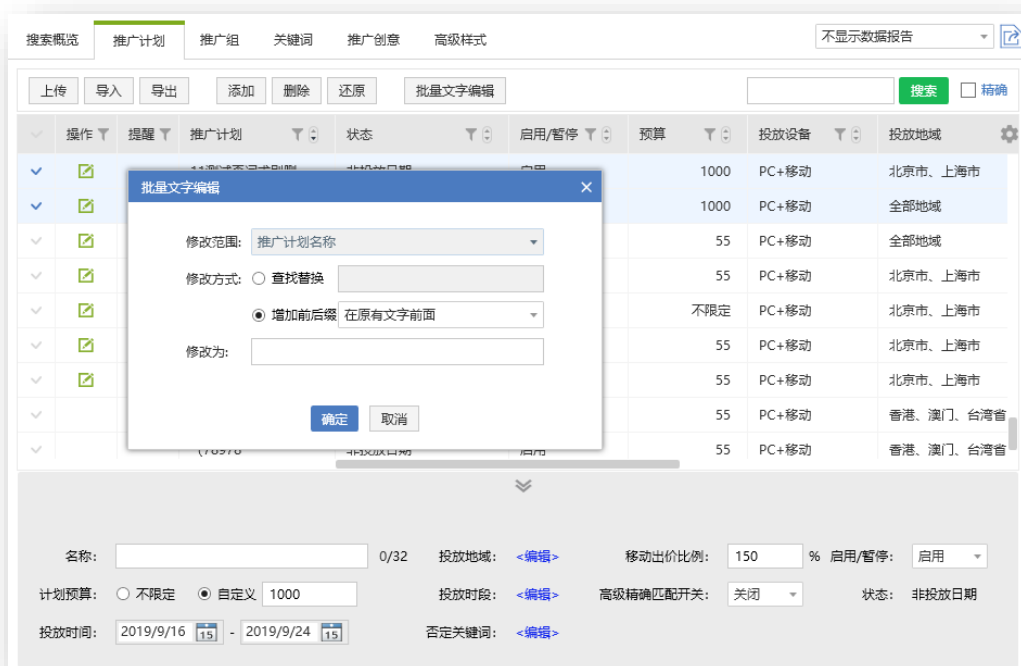 搜索概览 推广计划 推广组 关键词 推广创意 高级样式 不显示数据报告
上传 导入 导出 添加 删除 还原 批量文字编辑 搜索 精确
操作 提醒 推广计划 状态 启用/暂停 预算 投放设备 投放地域
1000 PC+移动 北京市、上海市
批量文字编辑
1000 PC+移动 全部地域
修改范围: 推广计划名称 55 PC+移动 全部地域
修改方式: 查找替换 55 PC+移动 北京市、上海市
增加前后缀 在原有文字前面 不限定 PC+移动 北京市、上海市
修改为: 55 PC+移动 北京市、上海市
55 PC+移动 北京市、上海市
确定 取消 55 PC+移动 香港、澳门、台湾省
(78978 非投放日期 启用 55 PC+移动 香港、澳门、台湾省
名称: 0/32 投放地域: <编辑> 移动出价比例: 150 % 启用/暂停: 启用
计划预算: 不限定 自定义 1000 投放时段: <编辑> 高级精确匹配开关: 关闭 状态: 非投放日期
投放时间: 2019/9/16 15 - 2019/9/24 15 否定关键词: <编辑>